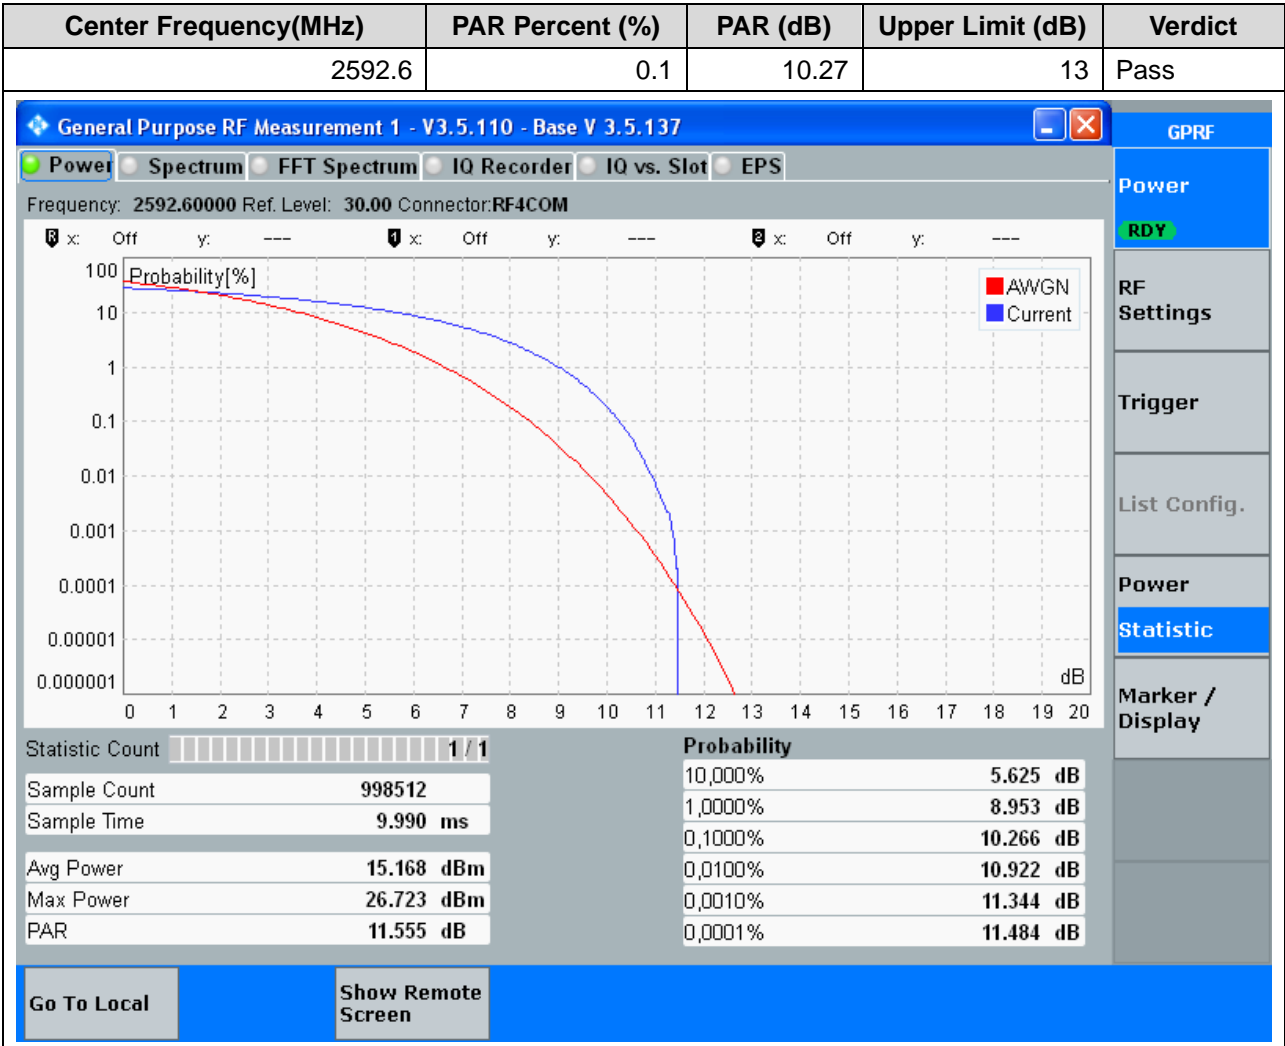 Center Frequency(MHz) PAR Percent (%) PAR (dB) Upper Limit (dB) Verdict
2592.6 0.1 10.27 13 Pass
General Purpose RF Measurement 1 - V3.5.110 - Base V 3.5.137
GPRF
Power Spectrum FFT Spectrum IQ Recorder IQ vs. Slot EPS
Frequency: 2592.60000 Ref. Level: 30.00 Connector:RF4COM
R x: Off y: --- 1 x: Off y: --- 2 x: Off y: ---
Probability[%]
AWGN
Current
100
10
1
0.1
0.01
0.001
0.0001
0.00001
0.000001
dB
0 1 2 3 4 5 6 7 8 9 10 11 12 13 14 15 16 17 18 19 20
Statistic Count 1 / 1
Sample Count 998512
Sample Time 9.990 ms
Avg Power 15.168 dBm
Max Power 26.723 dBm
PAR 11.555 dB
Probability
10,000% 5.625 dB
1,0000% 8.953 dB
0,1000% 10.266 dB
0,0100% 10.922 dB
0,0010% 11.344 dB
0,0001% 11.484 dB
Power
RDY
RF
Settings
Trigger
List Config.
Power
Statistic
Marker /
Display
Go To Local
Show Remote
Screen